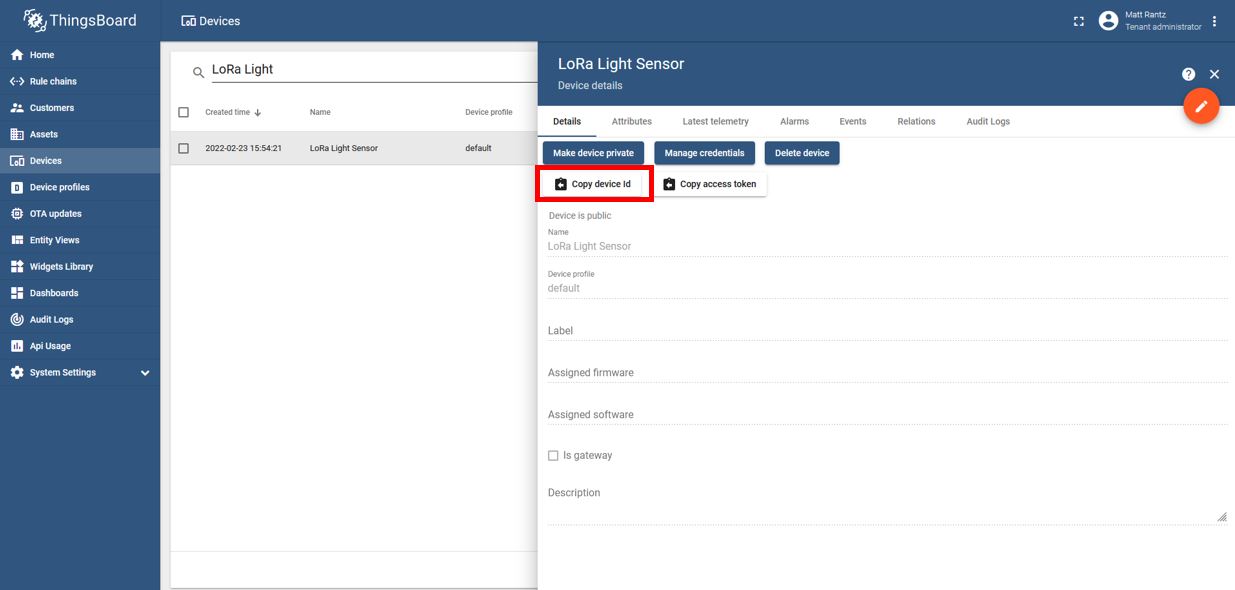 ThingsBoard
Devices
Matt Rantz
Tenant administrator
Home
Rule chains
Customers
Assets
Devices
Device profiles
OTA updates
Entity Views
Widgets Library
Dashboards
Audit Logs
Api Usage
System Settings
LoRa Light
Created time Name Device profile
2022-02-23 15:54:21 LoRa Light Sensor default
LoRa Light Sensor
Device details
?
Details Attributes Latest telemetry Alarms Events Relations Audit Logs
Make device private Manage credentials Delete device
Copy device Id Copy access token
Device is public
Name
LoRa Light Sensor
Device profile
default
Label
Assigned firmware
Assigned software
Is gateway
Description